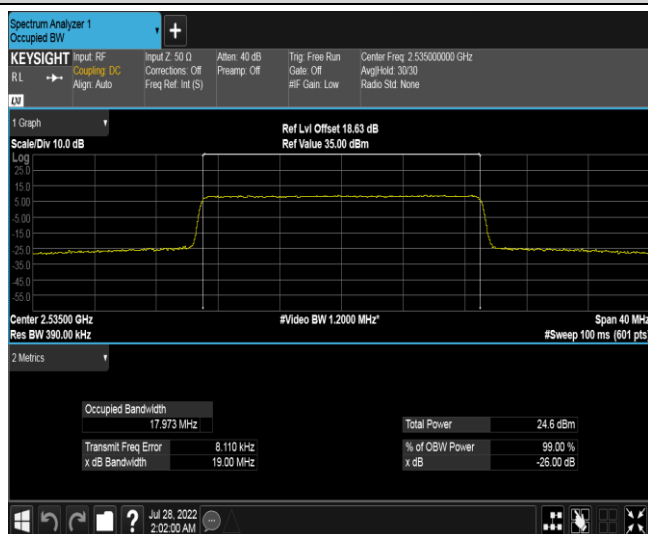 Spectrum Analyzer 1
Occupied BW
+
KEYSIGHT Input: RF Input Z: 50 Ω Atten: 40 dB Trig: Free Run Center Freq: 2.535000000 GHz
RL Coupling: DC Corrections: Off Preamp: Off Gate: Off Avg|Hold: 30/30
Align: Auto Freq Ref: Int (S) #IF Gain: Low Radio Std: None
LXI
1 Graph Ref Lvl Offset 18.63 dB
Scale/Div 10.0 dB Ref Value 35.00 dBm
Log
25.0
15.0
5.00
-5.00
-15.0
-25.0
-35.0
-45.0
-55.0
Center 2.53500 GHz #Video BW 1.2000 MHz* Span 40 MHz
Res BW 390.00 kHz #Sweep 100 ms (601 pts)
2 Metrics
Occupied Bandwidth
17.973 MHz Total Power 24.6 dBm
Transmit Freq Error 8.110 kHz % of OBW Power 99.00 %
x dB Bandwidth 19.00 MHz x dB -26.00 dB
? Jul 28, 2022
2:02:00 AM